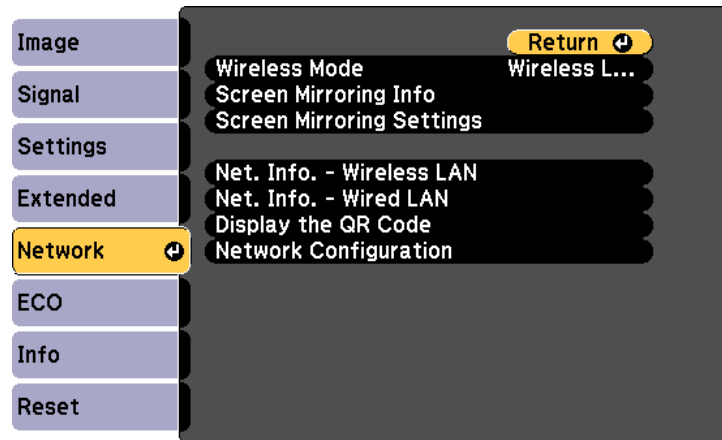 Image
Signal
Settings
Extended
Network
ECO
Info
Reset
Return
Wireless Mode Wireless L...
Screen Mirroring Info
Screen Mirroring Settings
Net. Info. - Wireless LAN
Net. Info. - Wired LAN
Display the QR Code
Network Configuration